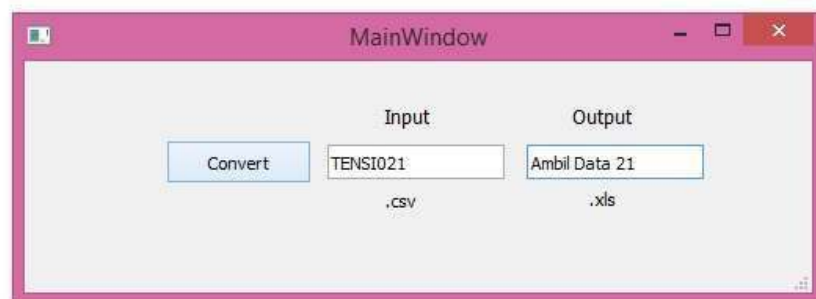 MainWindow
Input Output
Convert TENSI021 Ambil Data 21
.csv .xls